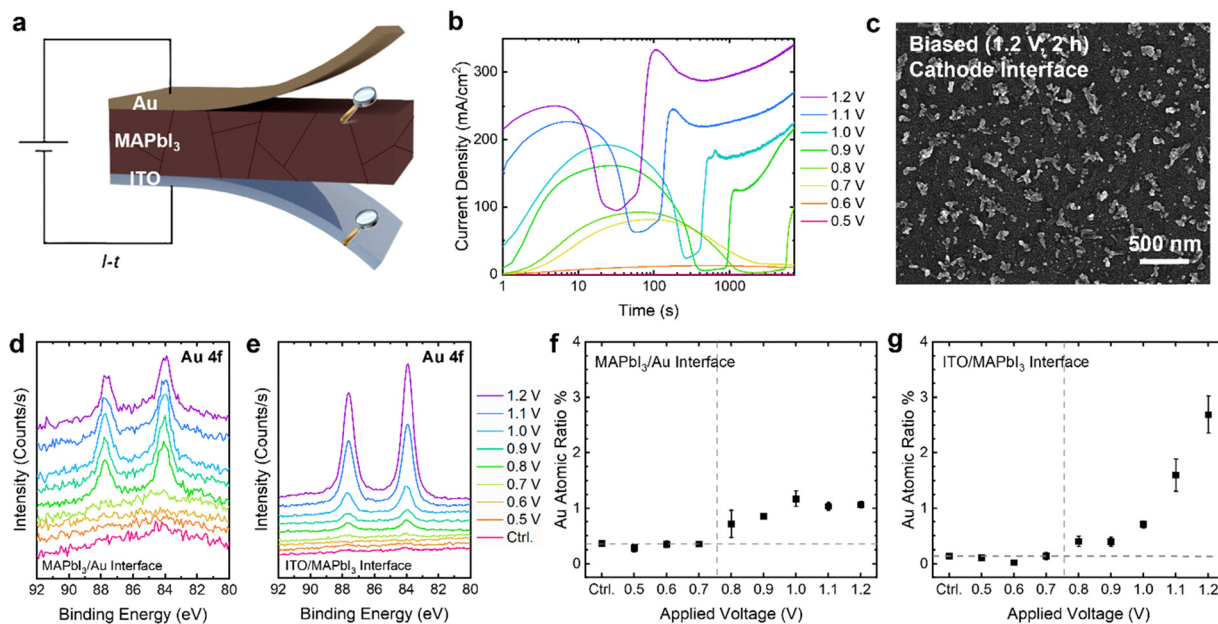 a
Au
MAPbI₃
ITO
I-t
b
Current Density (mA/cm²)
300
250
200
150
100
50
0
1
10
100
1000
Time (s)
1.2 V
1.1 V
1.0 V
0.9 V
0.8 V
0.7 V
0.6 V
0.5 V
c
Biased (1.2 V, 2 h)
Cathode Interface
500 nm
d
Au 4f
Intensity (Counts/s)
MAPbI₃/Au Interface
92 90 88 86 84 82 80
Binding Energy (eV)
e
Au 4f
Intensity (Counts/s)
ITO/MAPbI₃ Interface
92 90 88 86 84 82 80
Binding Energy (eV)
1.2 V
1.1 V
1.0 V
0.9 V
0.8 V
0.7 V
0.6 V
0.5 V
Ctrl.
f
MAPbI₃/Au Interface
Au Atomic Ratio %
4
3
2
1
0
Ctrl. 0.5 0.6 0.7 0.8 0.9 1.0 1.1 1.2
Applied Voltage (V)
g
ITO/MAPbI₃ Interface
Au Atomic Ratio %
4
3
2
1
0
Ctrl. 0.5 0.6 0.7 0.8 0.9 1.0 1.1 1.2
Applied Voltage (V)